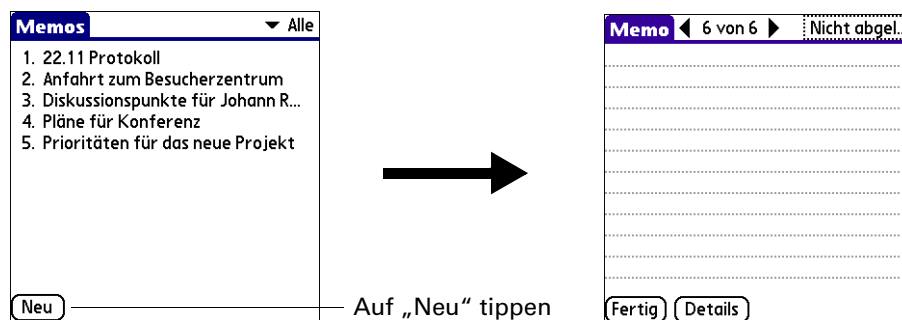 Memos
Alle
1. 22.11 Protokoll
2. Anfahrt zum Besucherzentrum
3. Diskussionspunkte für Johann R...
4. Pläne für Konferenz
5. Prioritäten für das neue Projekt
Neu
Auf „Neu“ tippen
Memo 6 von 6 Nicht abgel..
Fertig Details